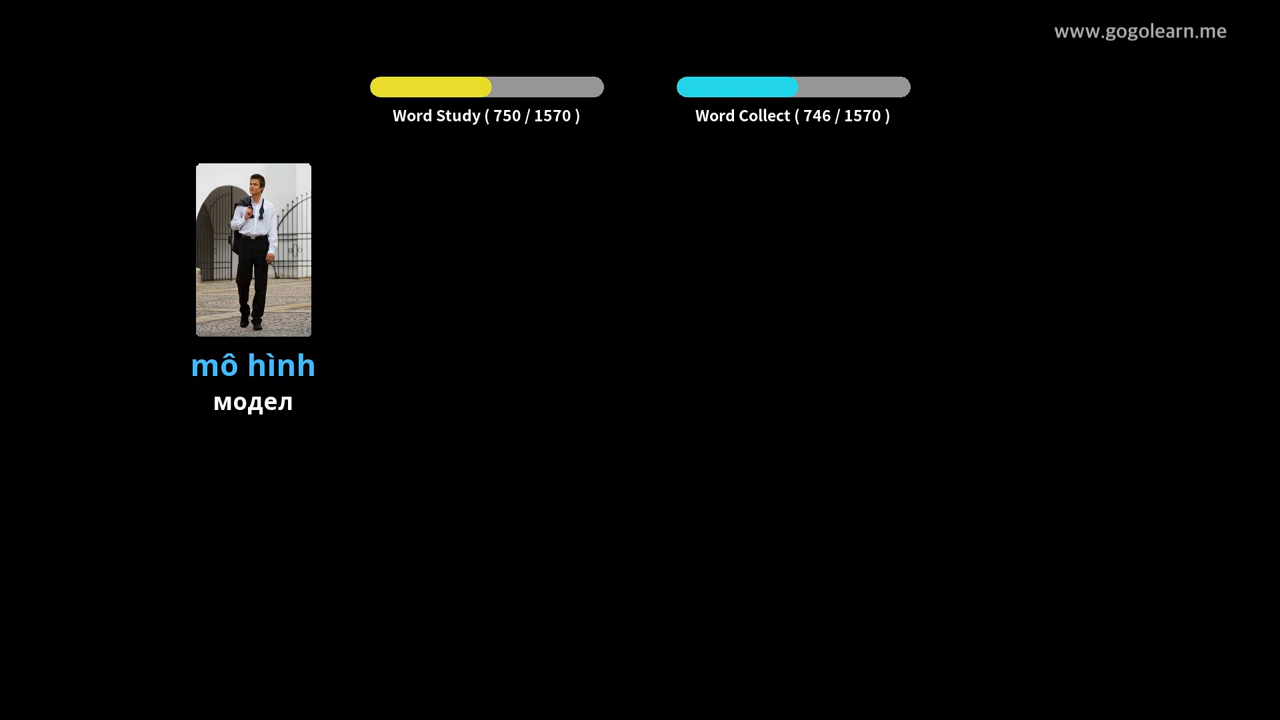 www.gogolearn.me
Word Study ( 750 / 1570 )
Word Collect ( 746 / 1570 )
mô hình
модел